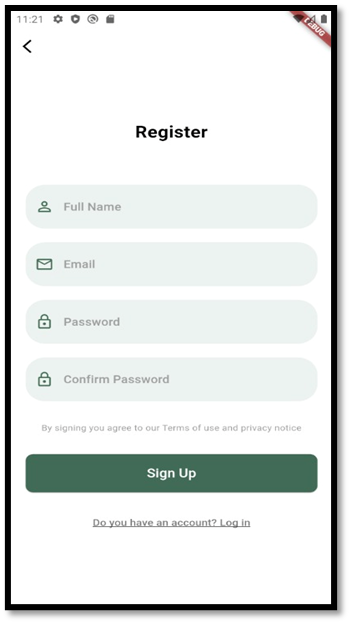 11:21
DEBUG
Register
Full Name
Email
Password
Confirm Password
By signing you agree to our Terms of use and privacy notice
Sign Up
Do you have an account? Log in